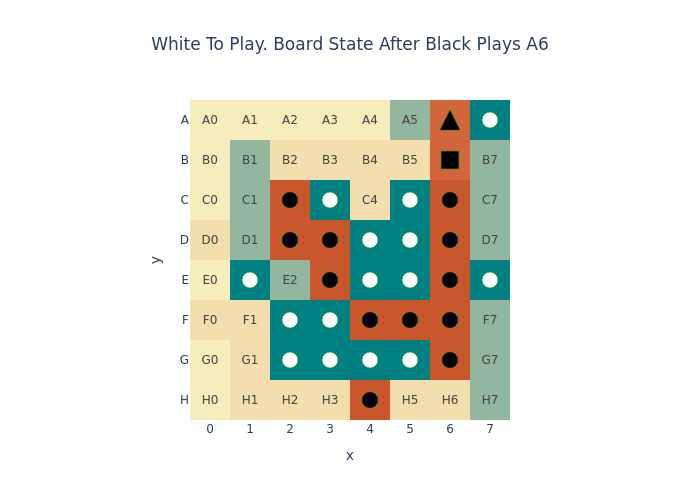 White To Play. Board State After Black Plays A6
A A0 A1 A2 A3 A4 A5
B B0 B1 B2 B3 B4 B5 B7
C C0 C1 C4 C7
D D0 D1 D7
E E0 E2
F F0 F1 F7
G G0 G1 G7
H H0 H1 H2 H3 H5 H6 H7
0 1 2 3 4 5 6 7
x
y